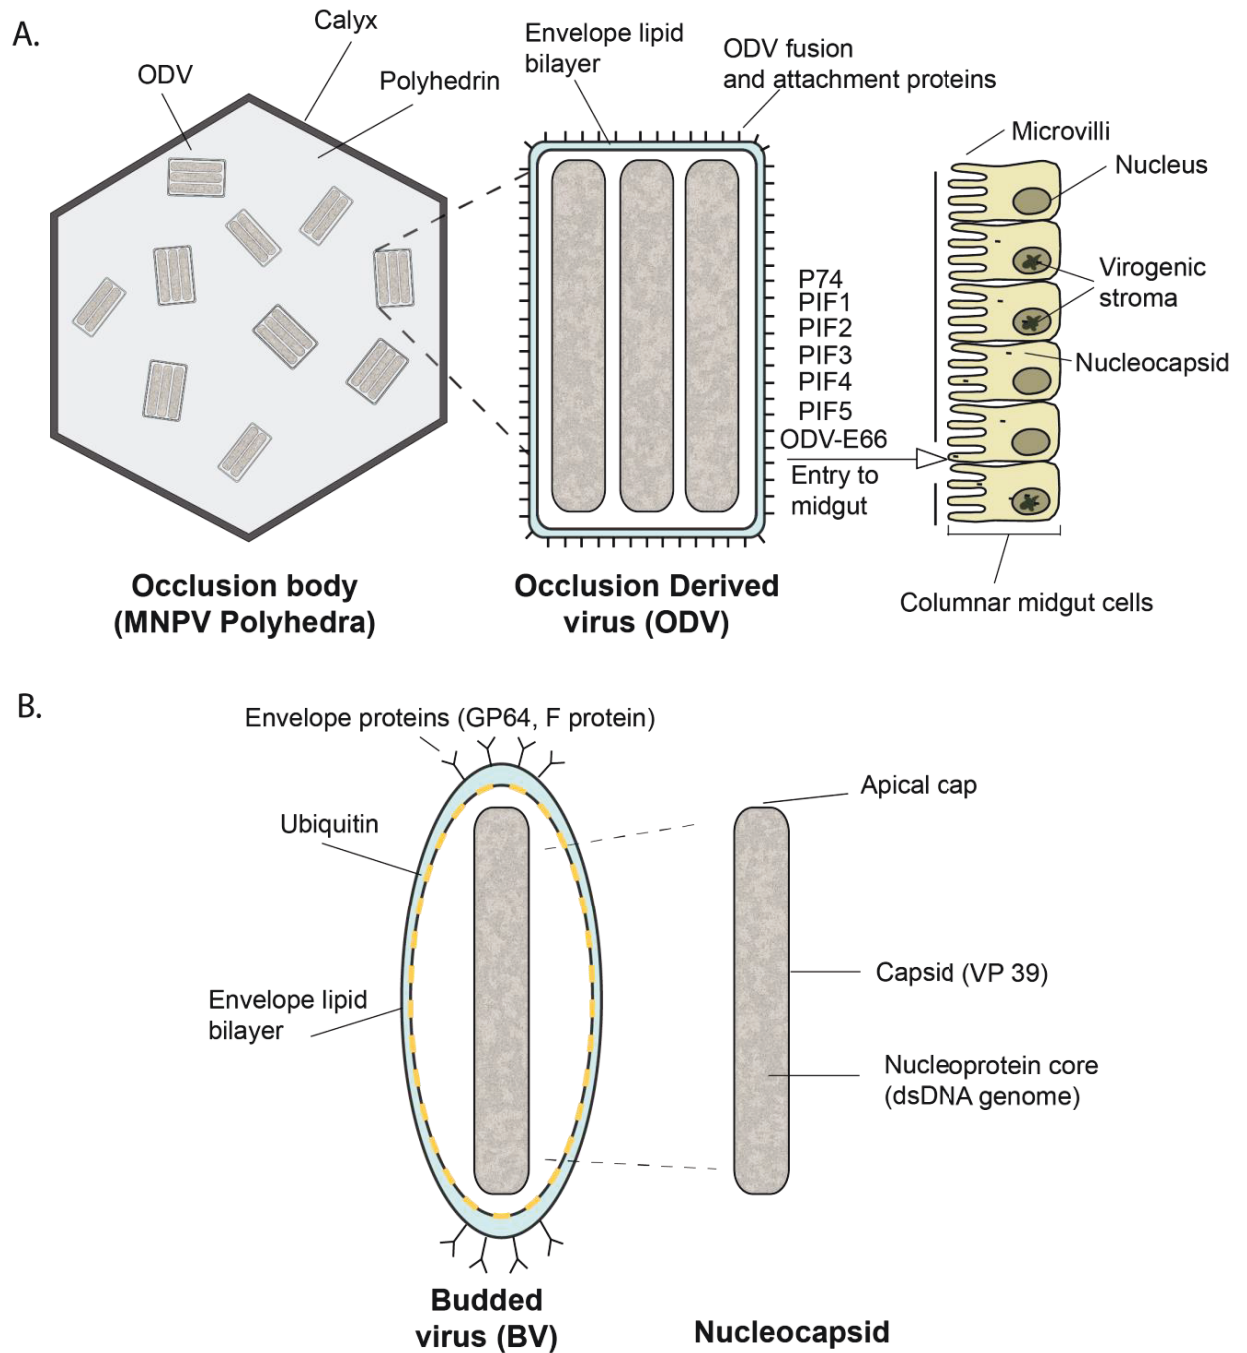 A.
Calyx
ODV
Polyhedrin
Envelope lipid
bilayer
ODV fusion
and attachment proteins
Microvilli
Nucleus
Virogenic
stroma
Nucleocapsid
P74
PIF1
PIF2
PIF3
PIF4
PIF5
ODV-E66
Entry to
midgut
Columnar midgut cells
Occlusion body
(MNPV Polyhedra)
Occlusion Derived
virus (ODV)
B.
Envelope proteins (GP64, F protein)
Ubiquitin
Envelope lipid
bilayer
Apical cap
Capsid (VP 39)
Nucleoprotein core
(dsDNA genome)
Budded
virus (BV)
Nucleocapsid